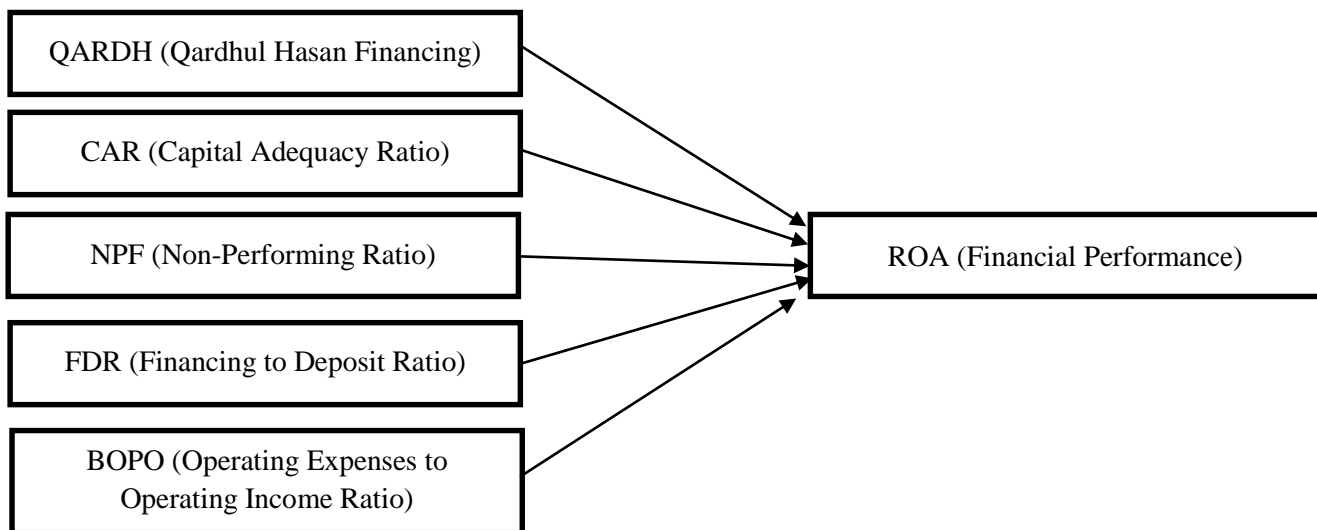 QARDH (Qardhul Hasan Financing)
CAR (Capital Adequacy Ratio)
NPF (Non-Performing Ratio)
ROA (Financial Performance)
FDR (Financing to Deposit Ratio)
BOPO (Operating Expenses to
Operating Income Ratio)